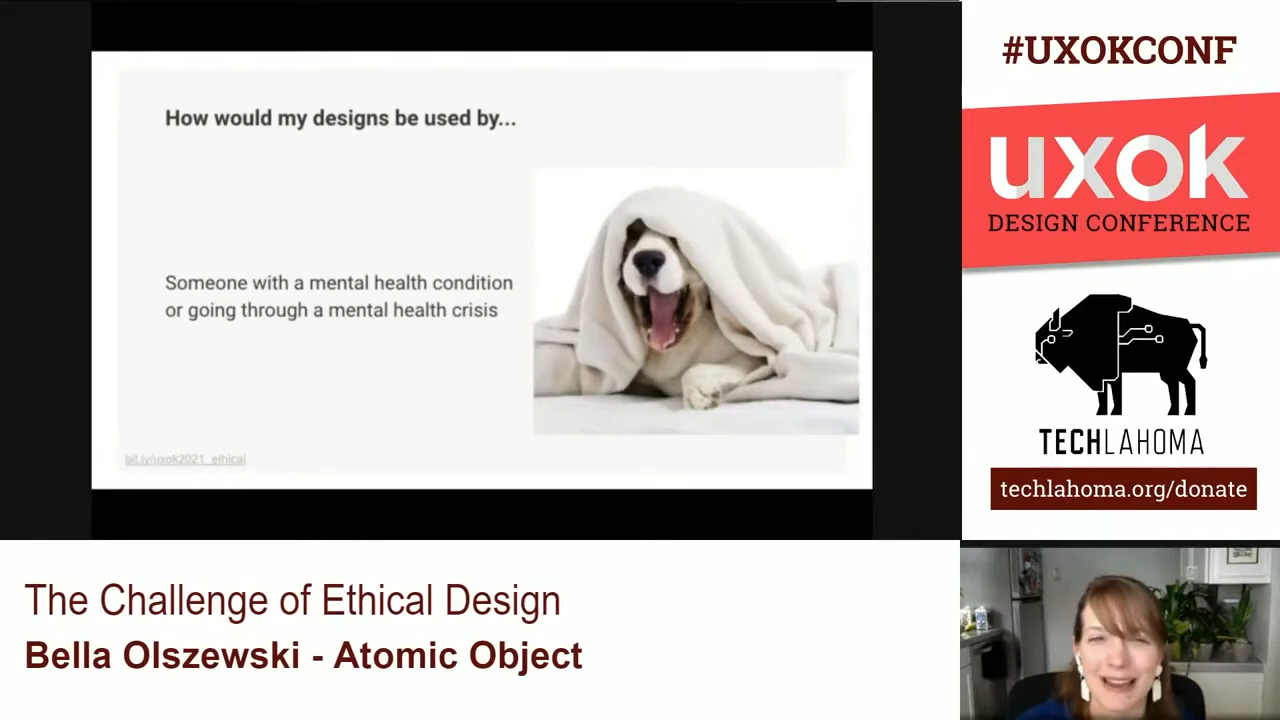 How would my designs be used by...
Someone with a mental health condition
or going through a mental health crisis
bit.ly/uxok2021_ethical
#UXOKCONF
uxok
DESIGN CONFERENCE
TECHLAHOMA
techlahoma.org/donate
The Challenge of Ethical Design
Bella Olszewski - Atomic Object